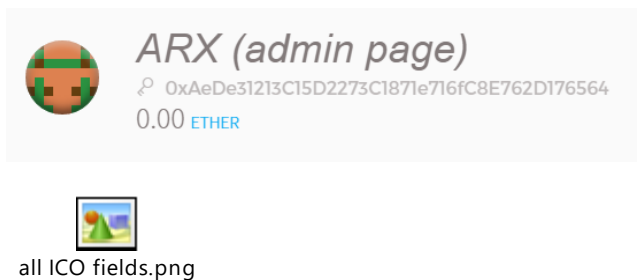 ARX (admin page)
0xAeDe31213C15D2273C1871e716fC8E762D176564
0.00 ETHER
all ICO fields.png